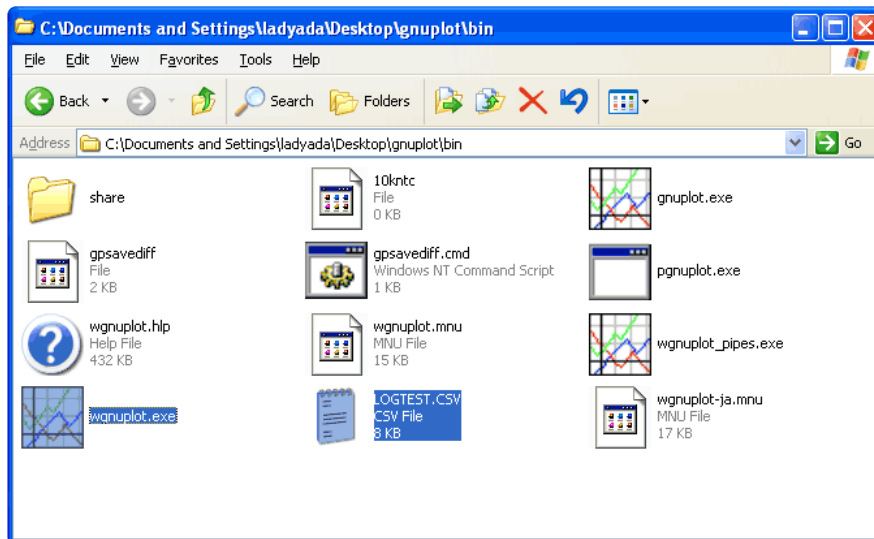 C:\Documents and Settings\ladyada\Desktop\gnuplot\bin
File Edit View Favorites Tools Help
Back Search Folders
Address C:\Documents and Settings\ladyada\Desktop\gnuplot\bin Go
share
10kntc
File
0 KB
gnuplot.exe
gpsavediff
File
2 KB
gpsavediff.cmd
Windows NT Command Script
1 KB
pgnuplot.exe
wgnuplot.hlp
Help File
432 KB
wgnuplot.mnu
MNU File
15 KB
wgnuplot_pipes.exe
wgnuplot.exe
LOGTEST.CSV
CSV File
8 KB
wgnuplot-ja.mnu
MNU File
17 KB